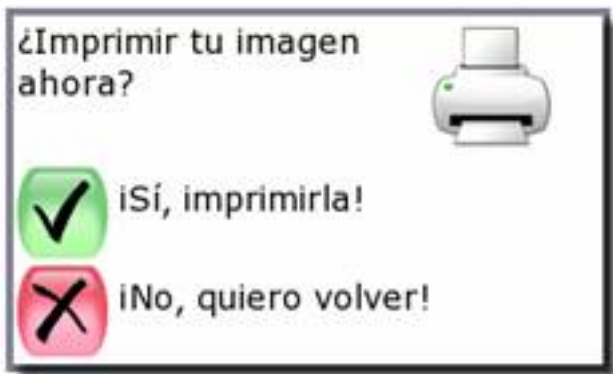 ¿Imprimir tu imagen
ahora?
¡Sí, imprimirla!
¡No, quiero volver!